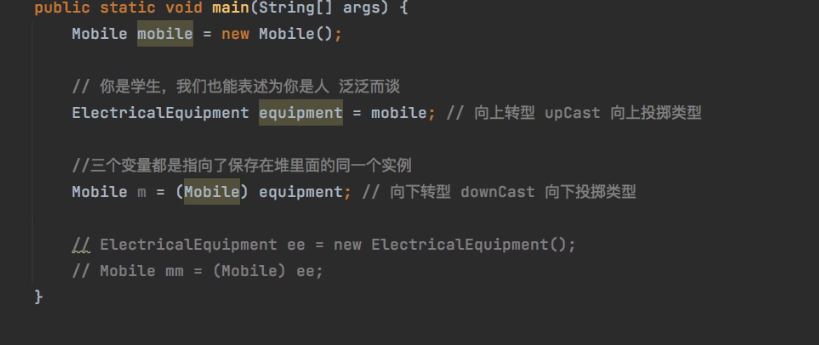 public static void main(String[] args) {
Mobile mobile = new Mobile();
// 你是学生，我们也能表述为你是人 泛泛而谈
ElectricalEquipment equipment = mobile; // 向上转型 upCast 向上投掷类型
//三个变量都是指向了保存在堆里面的同一个实例
Mobile m = (Mobile) equipment; // 向下转型 downCast 向下投掷类型
// ElectricalEquipment ee = new ElectricalEquipment();
// Mobile mm = (Mobile) ee;
}